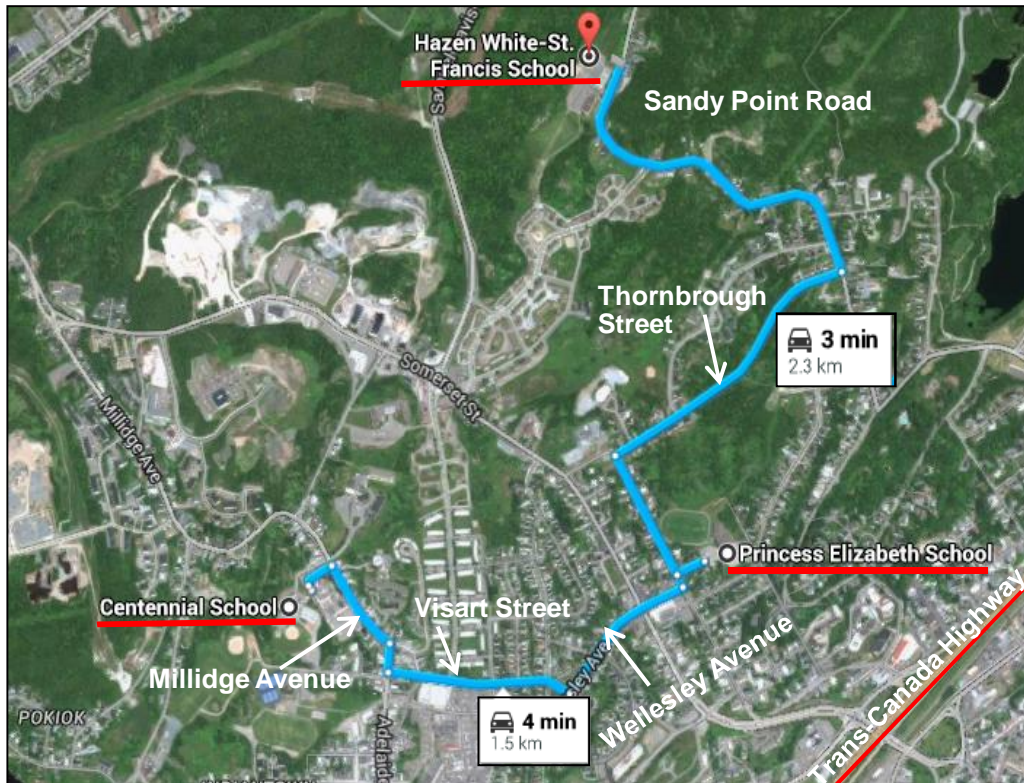 Hazen White-St.
Francis School
Sandy Point Road
Thornbrough
Street
3 min
2.3 km
Somerset St
Millidge Ave
Princess Elizabeth School
Centennial School
Visart Street
Millidge Avenue
Wellesley Avenue
Trans-Canada Highway
4 min
1.5 km
POKIOK